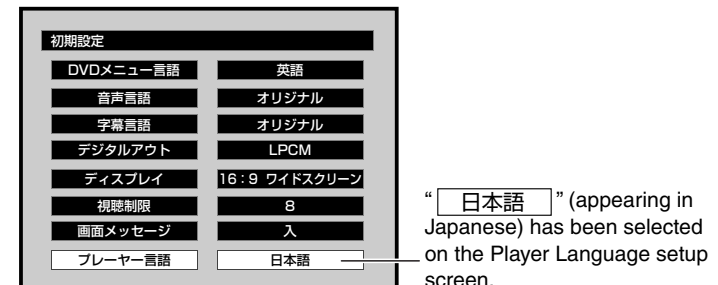 初期設定
DVDメニュー言語 英語
音声言語 オリジナル
字幕言語 オリジナル
デジタルアウト LPCM
ディスプレイ 16:9 ワイドスクリーン
視聴制限 8
画面メッセージ 入
プレーヤー言語 日本語
“ 日本語 ” (appearing in
Japanese) has been selected
on the Player Language setup
screen.